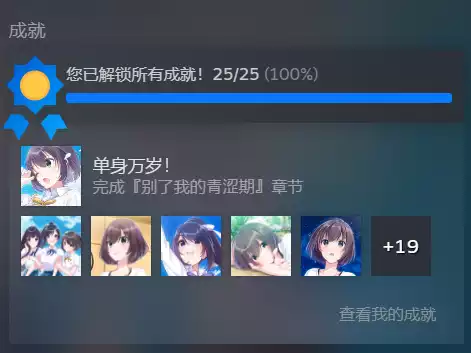 成就
您已解锁所有成就！25/25 (100%)
单身万岁！
完成『别了我的青涩期』章节
+19
查看我的成就